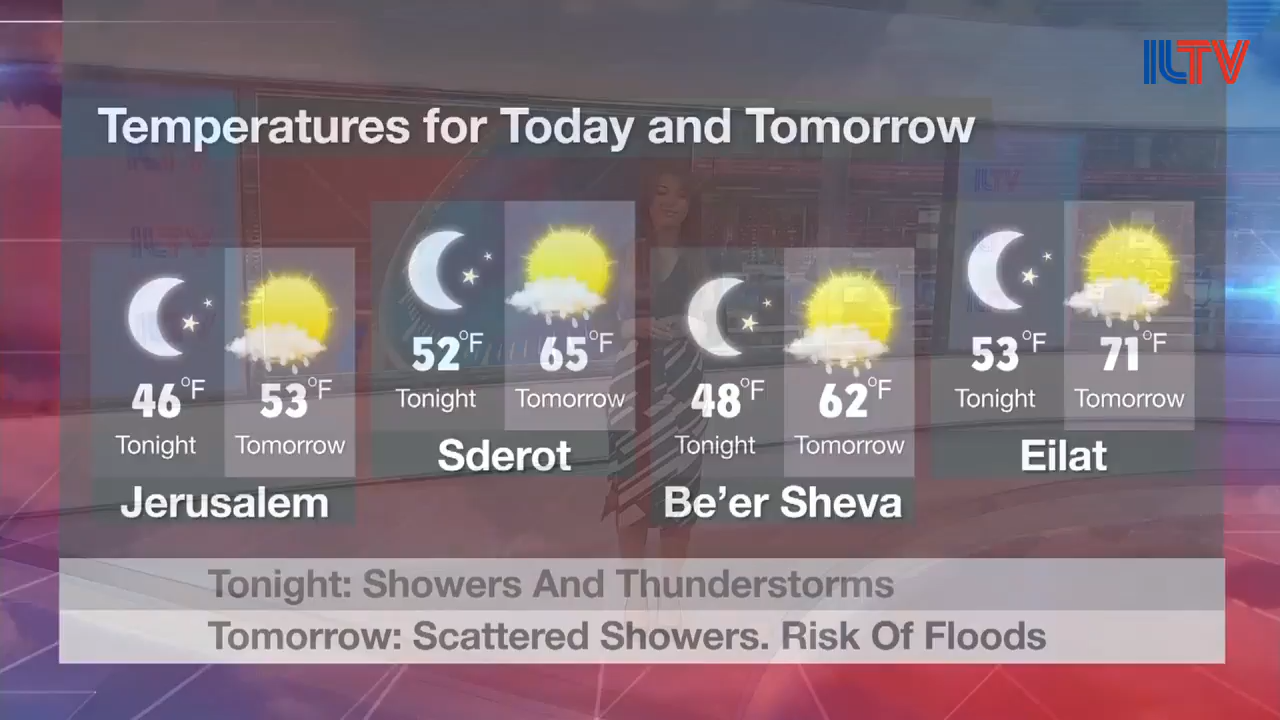 ILTV
Temperatures for Today and Tomorrow
ILTV
ILTV
46°F
Tonight
53°F
Tomorrow
Jerusalem
52°F
Tonight
65°F
Tomorrow
Sderot
48°F
Tonight
62°F
Tomorrow
Be'er Sheva
53°F
Tonight
71°F
Tomorrow
Eilat
Tonight: Showers And Thunderstorms
Tomorrow: Scattered Showers. Risk Of Floods